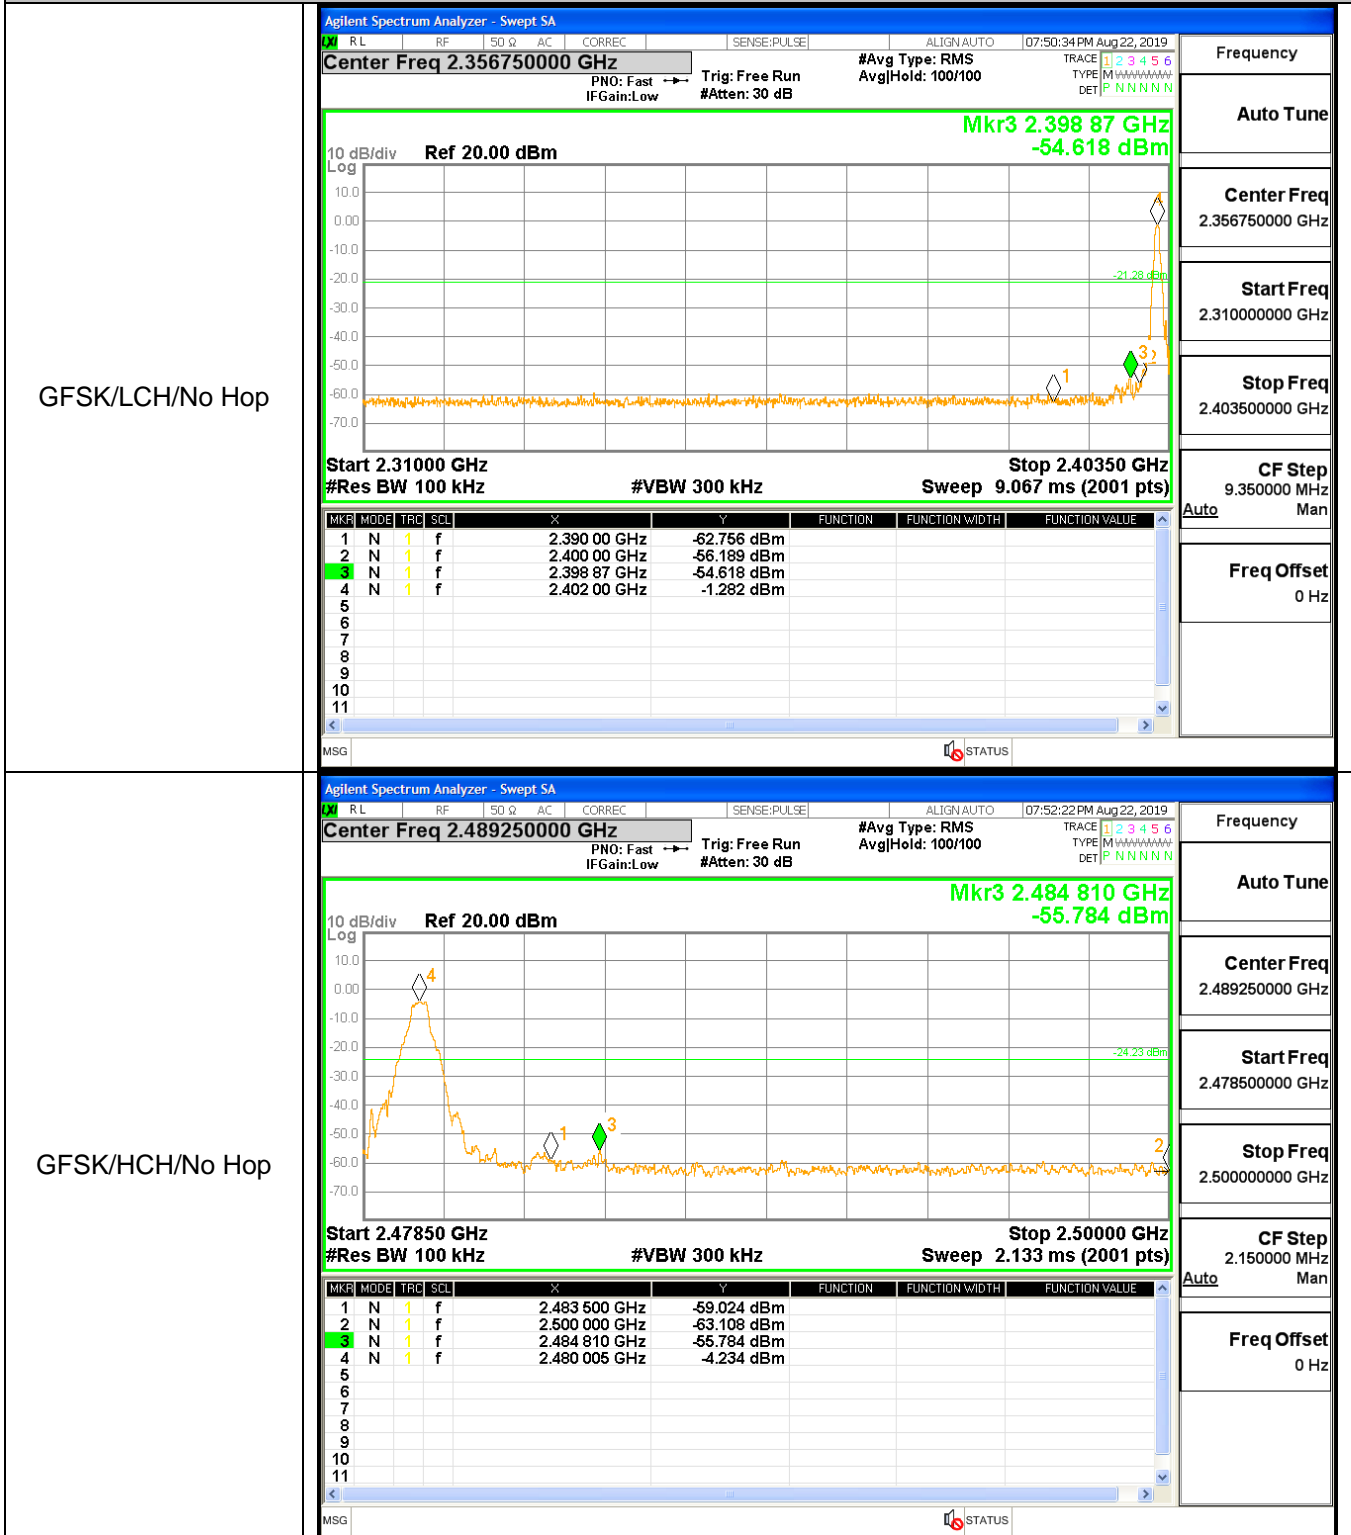 GFSK/LCH/No Hop
Agilent Spectrum Analyzer - Swept SA
LXI RL RF 50 Ω AC CORREC SENSE:PULSE ALIGN AUTO 07:50:34 PM Aug 22, 2019
Center Freq 2.356750000 GHz
PNO: Fast
IFGain:Low
Trig: Free Run
#Atten: 30 dB
#Avg Type: RMS
Avg|Hold: 100/100
TRACE 1 2 3 4 5 6
TYPE M
DET P N N N N N
Mkr3 2.398 87 GHz
-54.618 dBm
10 dB/div Ref 20.00 dBm
Log
10.0
0.00
-10.0
-20.0
-30.0
-40.0
-50.0
-60.0
-70.0
-21.28 dBm
1
3
2
Start 2.31000 GHz Stop 2.40350 GHz
#Res BW 100 kHz #VBW 300 kHz Sweep 9.067 ms (2001 pts)
MKR MODE TRC SCL X Y FUNCTION FUNCTION WIDTH FUNCTION VALUE
1 N 1 f 2.390 00 GHz -62.756 dBm
2 N 1 f 2.400 00 GHz -56.189 dBm
3 N 1 f 2.398 87 GHz -54.618 dBm
4 N 1 f 2.402 00 GHz -1.282 dBm
5
6
7
8
9
10
11
MSG STATUS
Frequency
Auto Tune
Center Freq
2.356750000 GHz
Start Freq
2.310000000 GHz
Stop Freq
2.403500000 GHz
CF Step
9.350000 MHz
Auto Man
Freq Offset
0 Hz
GFSK/HCH/No Hop
Agilent Spectrum Analyzer - Swept SA
LXI RL RF 50 Ω AC CORREC SENSE:PULSE ALIGN AUTO 07:52:22 PM Aug 22, 2019
Center Freq 2.489250000 GHz
PNO: Fast
IFGain:Low
Trig: Free Run
#Atten: 30 dB
#Avg Type: RMS
Avg|Hold: 100/100
TRACE 1 2 3 4 5 6
TYPE M
DET P N N N N N
Mkr3 2.484 810 GHz
-55.784 dBm
10 dB/div Ref 20.00 dBm
Log
10.0
0.00
-10.0
-20.0
-30.0
-40.0
-50.0
-60.0
-70.0
-24.23 dBm
4
1
3
2
Start 2.47850 GHz Stop 2.50000 GHz
#Res BW 100 kHz #VBW 300 kHz Sweep 2.133 ms (2001 pts)
MKR MODE TRC SCL X Y FUNCTION FUNCTION WIDTH FUNCTION VALUE
1 N 1 f 2.483 500 GHz -59.024 dBm
2 N 1 f 2.500 000 GHz -63.108 dBm
3 N 1 f 2.484 810 GHz -55.784 dBm
4 N 1 f 2.480 005 GHz -4.234 dBm
5
6
7
8
9
10
11
MSG STATUS
Frequency
Auto Tune
Center Freq
2.489250000 GHz
Start Freq
2.478500000 GHz
Stop Freq
2.500000000 GHz
CF Step
2.150000 MHz
Auto Man
Freq Offset
0 Hz